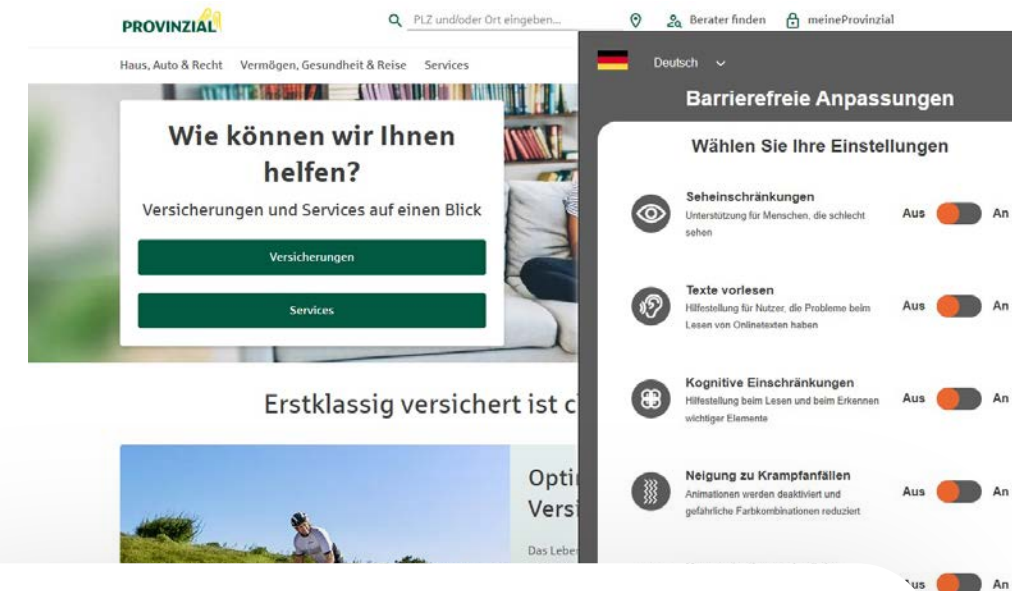 PROVINZIAL
PLZ und/oder Ort eingeben...
Berater finden
meineProvinzial
Haus, Auto & Recht
Vermögen, Gesundheit & Reise
Services
Wie können wir Ihnen
helfen?
Versicherungen und Services auf einen Blick
Versicherungen
Services
Erstklassig versichert ist
Das
Deutsch
Barrierefreie Anpassungen
Wählen Sie Ihre Einstellungen
Seheinschränkungen
Unterstützung für Menschen, die schlecht
sehen
Aus An
Texte vorlesen
Hilfestellung für Nutzer, die Probleme beim
Lesen von Onlinetexten haben
Aus An
Kognitive Einschränkungen
Hilfestellung beim Lesen und beim Erkennen
wichtiger Elemente
Aus An
Neigung zu Krampfanfällen
Animationen werden deaktiviert und
gefährliche Farbkombinationen reduziert
Aus An
Aus An